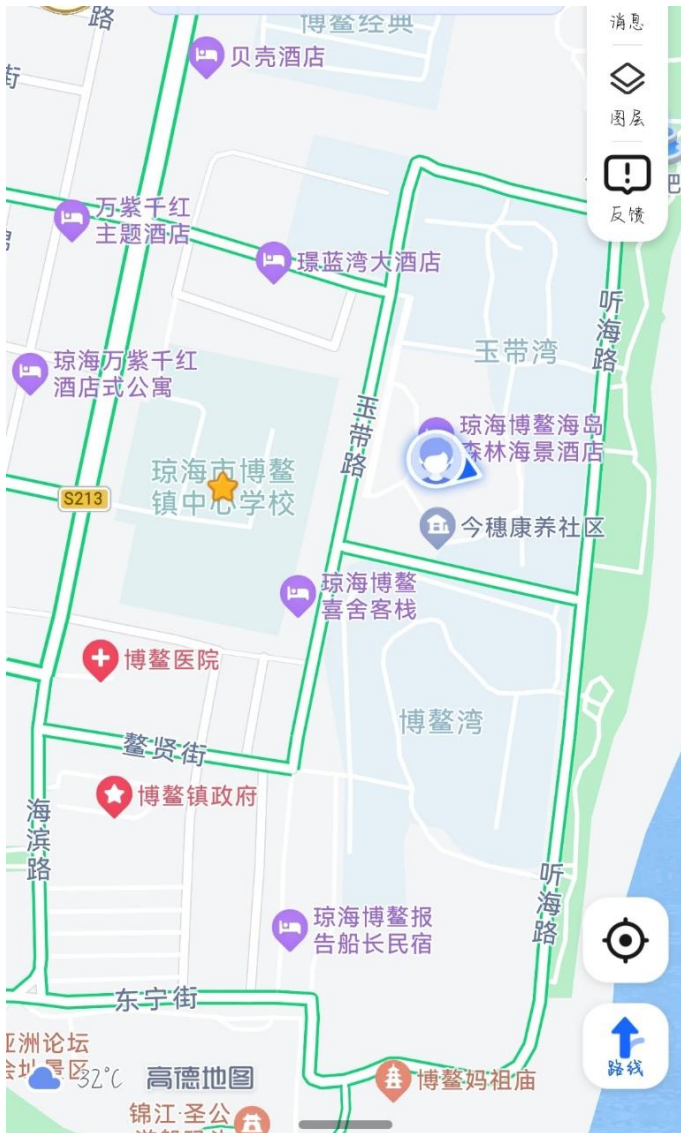 路
博鳌经典
消息
贝壳酒店
街
图层
吧
反馈
万紫千红
主题酒店
璟蓝湾大酒店
听海路
玉带湾
琼海万紫千红
酒店式公寓
玉带路
琼海博鳌海岛
森林海景酒店
琼海市博鳌
镇中心学校
S213
今穗康养社区
琼海博鳌
喜舍客栈
博鳌医院
博鳌湾
鳌贤街
博鳌镇政府
海滨路
听海路
琼海博鳌报
告船长民宿
东宁街
亚洲论坛
会址景区
32℃
高德地图
路线
博鳌妈祖庙
锦江·圣公